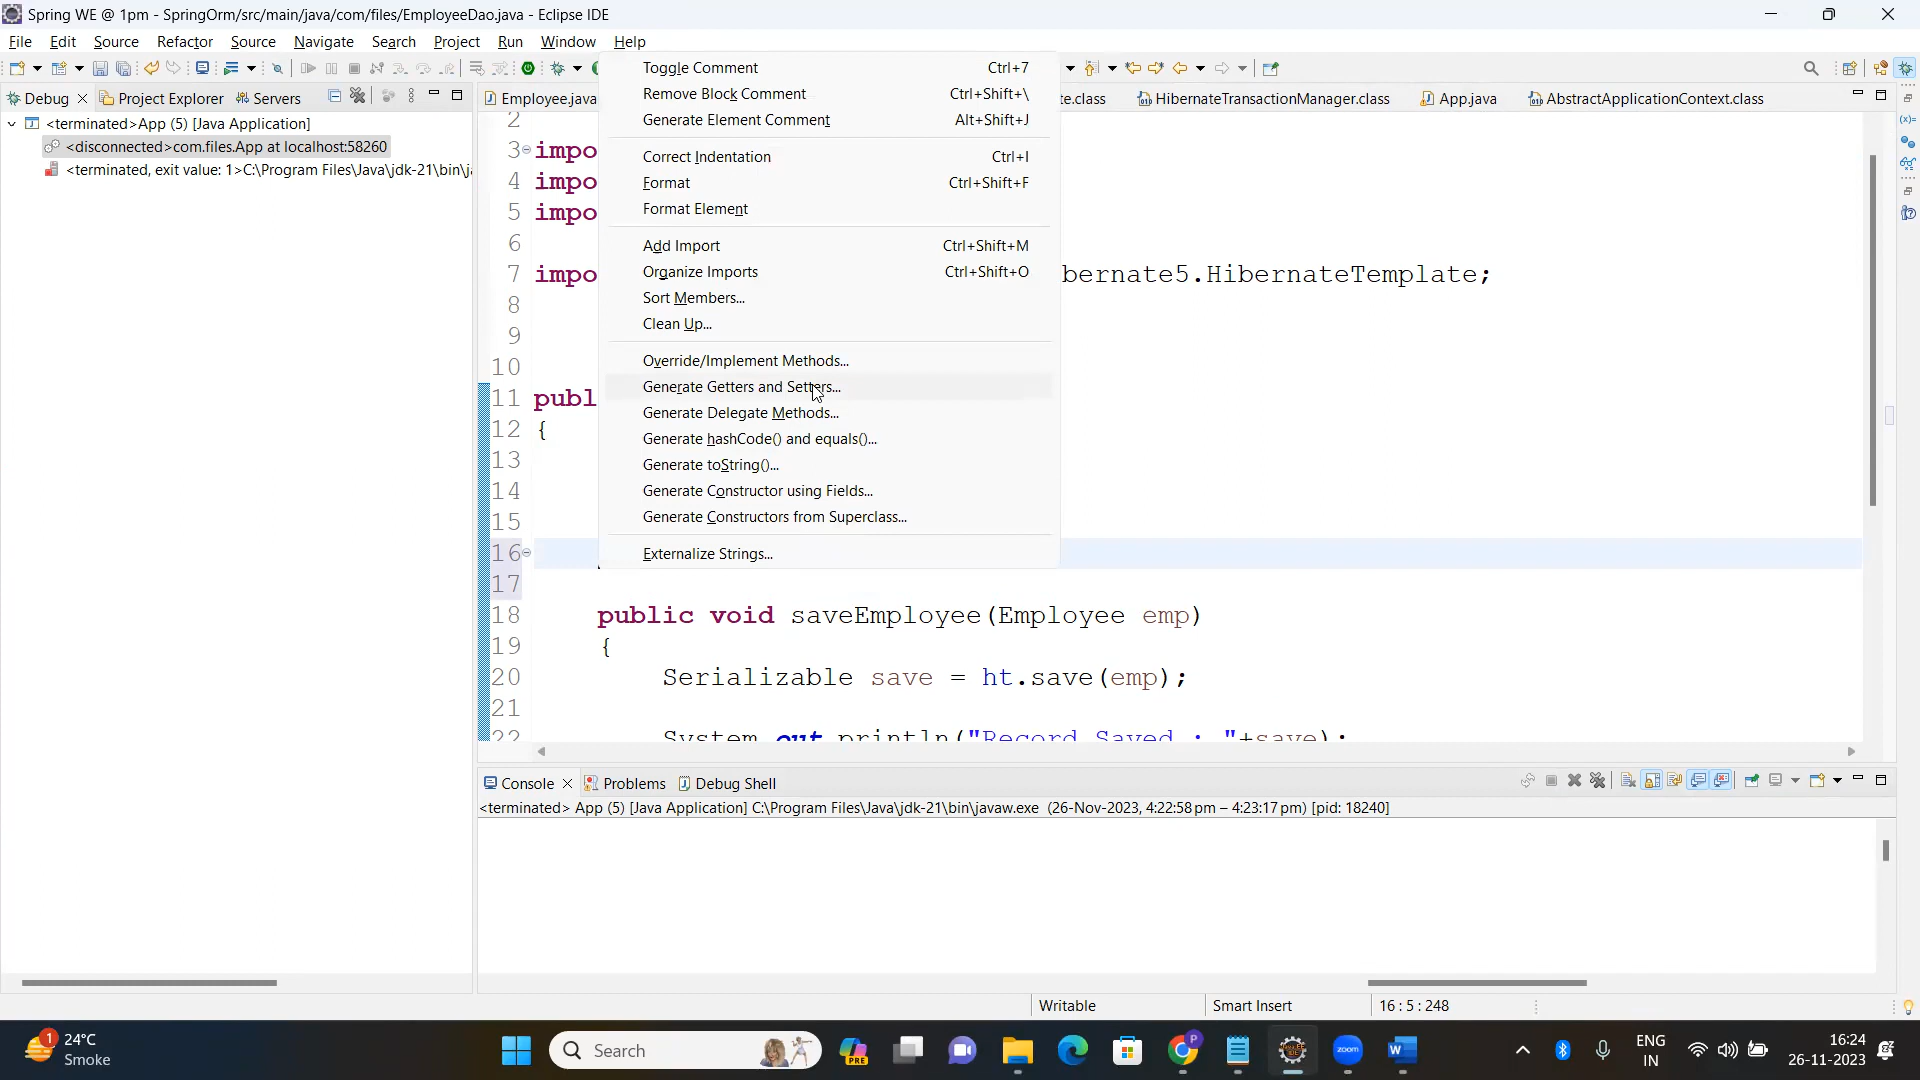 Spring WE @ 1pm - SpringOrm/src/main/java/com/files/EmployeeDao.java - Eclipse IDE
File Edit Source Refactor Source Navigate Search Project Run Window Help
Debug Project Explorer Servers
<terminated>App (5) [Java Application]
<disconnected>com.files.App at localhost:58260
<terminated, exit value: 1>C:\Program Files\Java\jdk-21\bin\j
Employee.java te.class HibernateTransactionManager.class App.java AbstractApplicationContext.class
Toggle Comment Ctrl+7
Remove Block Comment Ctrl+Shift+\
Generate Element Comment Alt+Shift+J
Correct Indentation Ctrl+I
Format Ctrl+Shift+F
Format Element
Add Import Ctrl+Shift+M
Organize Imports Ctrl+Shift+O
Sort Members...
Clean Up...
Override/Implement Methods...
Generate Getters and Setters...
Generate Delegate Methods...
Generate hashCode() and equals()...
Generate toString()...
Generate Constructor using Fields...
Generate Constructors from Superclass...
Externalize Strings...
2
3 impo
4 impo
5 impo
6
7 impo bernate5.HibernateTemplate;
8
9
10
11 publ
12 {
13
14
15
16
17
18 public void saveEmployee(Employee emp)
19 {
20 Serializable save = ht.save(emp);
21
22 System out println("Record Saved : "+save);
Console Problems Debug Shell
<terminated> App (5) [Java Application] C:\Program Files\Java\jdk-21\bin\javaw.exe (26-Nov-2023, 4:22:58 pm – 4:23:17 pm) [pid: 18240]
Writable Smart Insert 16 : 5 : 248
1
24°C
Smoke
Search
PRE
P
zoom
ENG
IN
16:24
26-11-2023